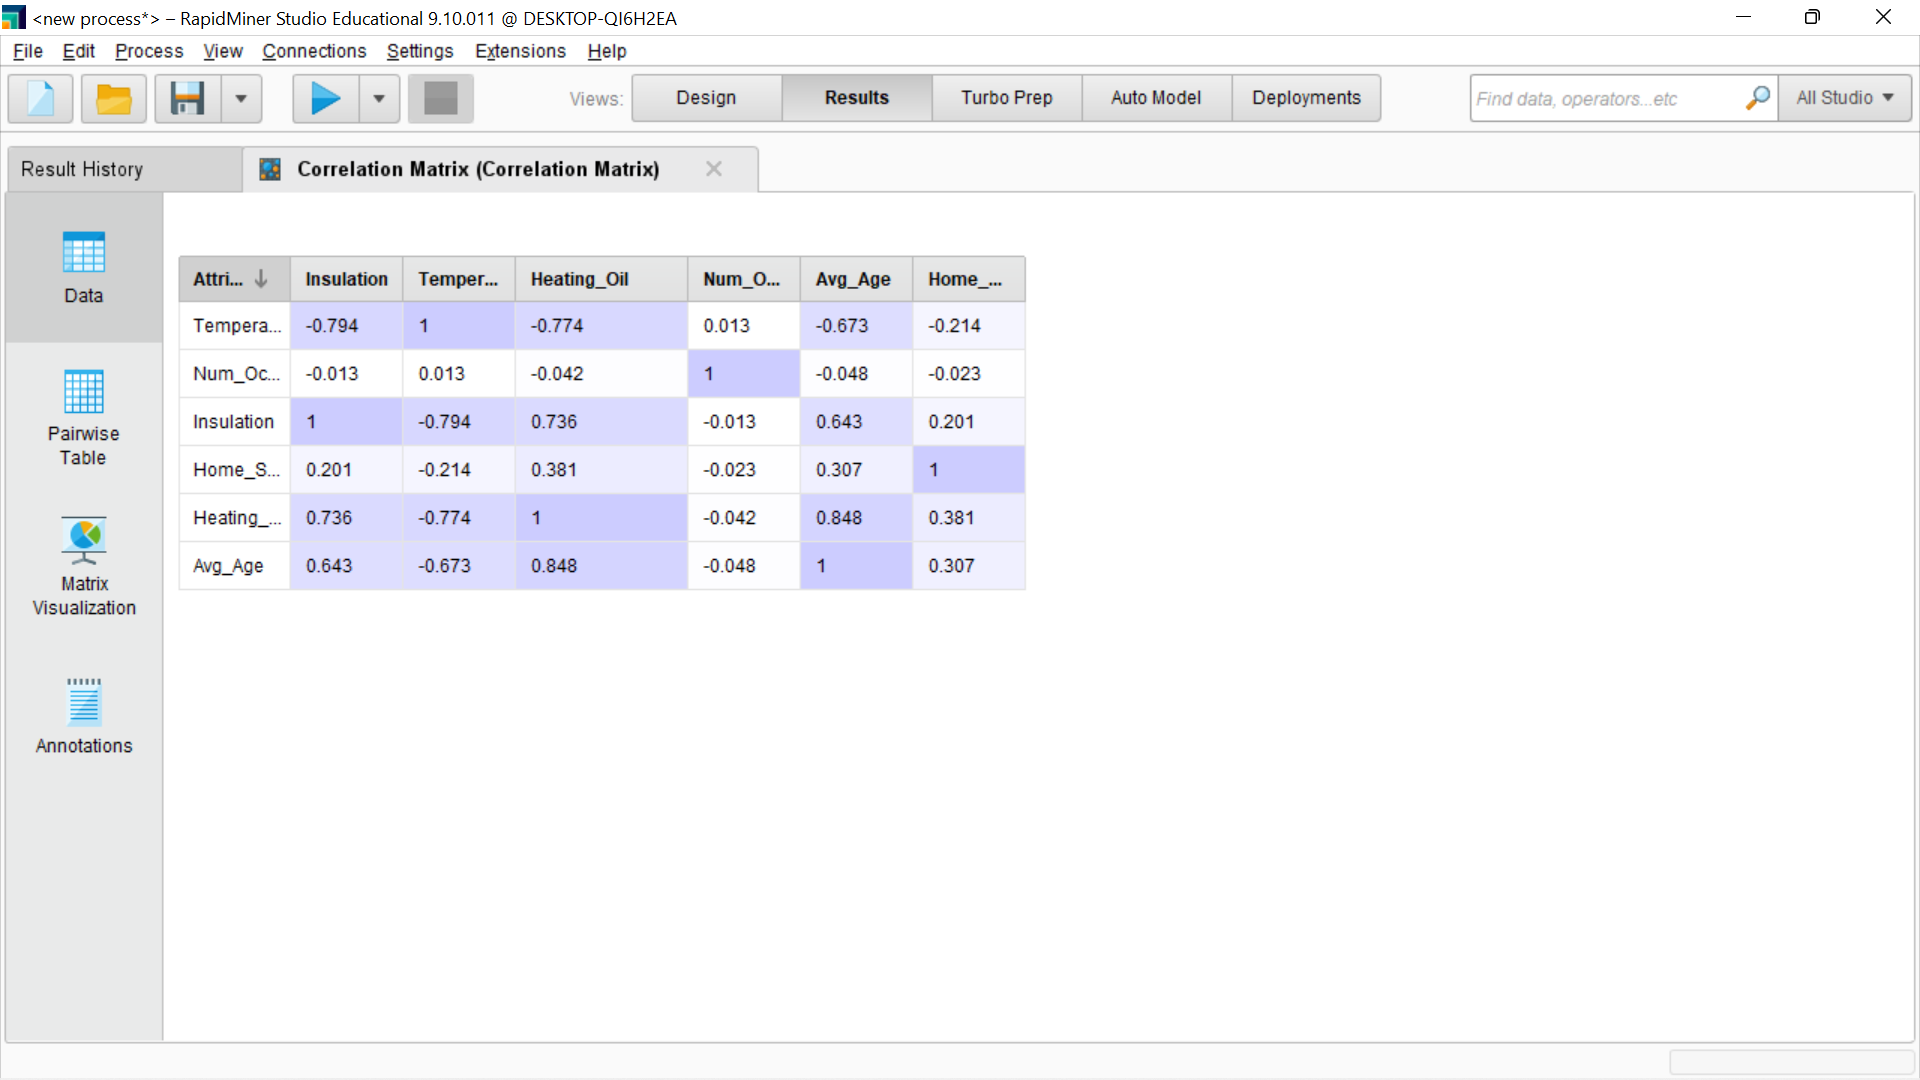 <new process*> – RapidMiner Studio Educational 9.10.011 @ DESKTOP-QI6H2EA
File Edit Process View Connections Settings Extensions Help
Views: Design Results Turbo Prep Auto Model Deployments Find data, operators...etc All Studio
Result History Correlation Matrix (Correlation Matrix)
Data
Pairwise
Table
Matrix
Visualization
Annotations
Attri... Insulation Temper... Heating_Oil Num_O... Avg_Age Home_...
Tempera... -0.794 1 -0.774 0.013 -0.673 -0.214
Num_Oc... -0.013 0.013 -0.042 1 -0.048 -0.023
Insulation 1 -0.794 0.736 -0.013 0.643 0.201
Home_S... 0.201 -0.214 0.381 -0.023 0.307 1
Heating_... 0.736 -0.774 1 -0.042 0.848 0.381
Avg_Age 0.643 -0.673 0.848 -0.048 1 0.307